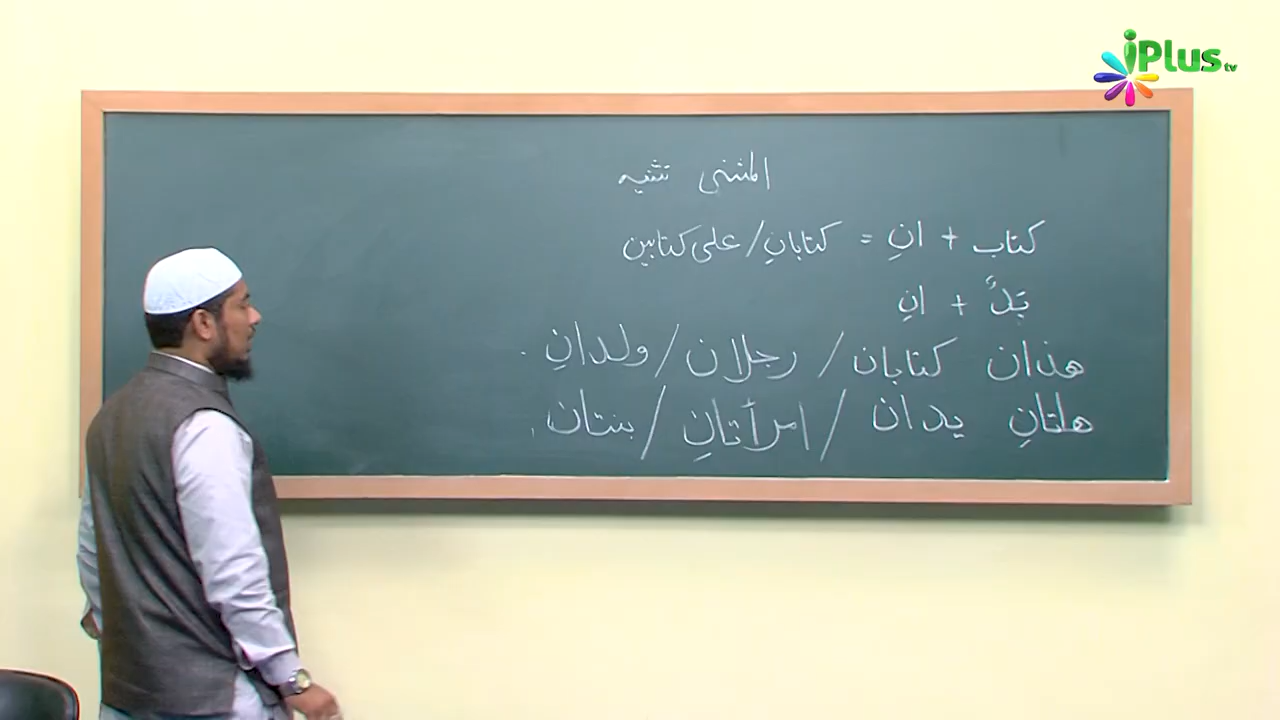 iPlus tv
المثنى تثنيه
كتاب + انِ = كتابانِ / على كتابين
يَدٌ + انِ
هذان كتابان / رجلان / ولدانِ
هاتانِ يدان / امرأتانِ / بنتان